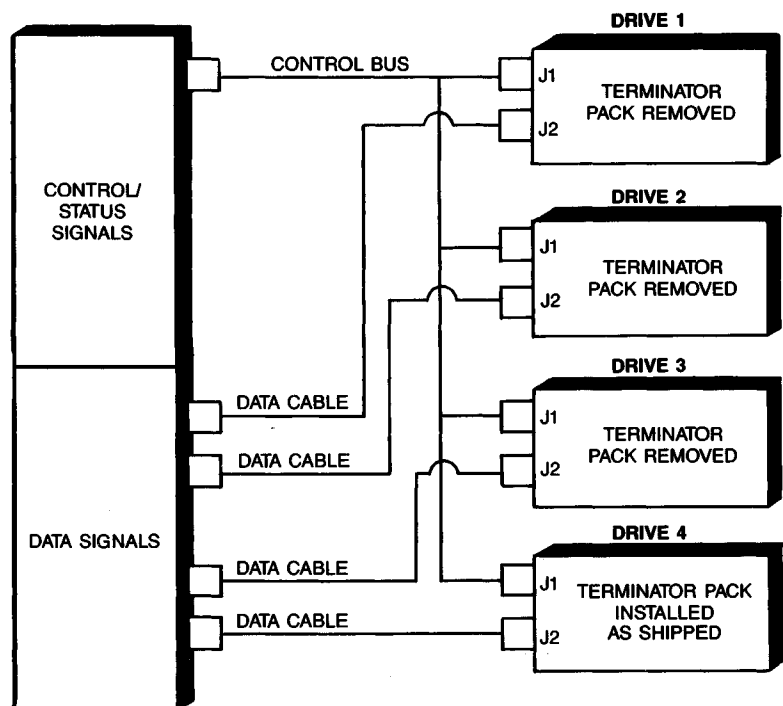 DRIVE 1
CONTROL BUS
J1
TERMINATOR
PACK REMOVED
J2
CONTROL/
STATUS
SIGNALS
DRIVE 2
J1
TERMINATOR
PACK REMOVED
J2
DRIVE 3
DATA CABLE
J1
TERMINATOR
PACK REMOVED
DATA CABLE
J2
DATA SIGNALS
DRIVE 4
DATA CABLE
J1
TERMINATOR PACK
INSTALLED
AS SHIPPED
DATA CABLE
J2